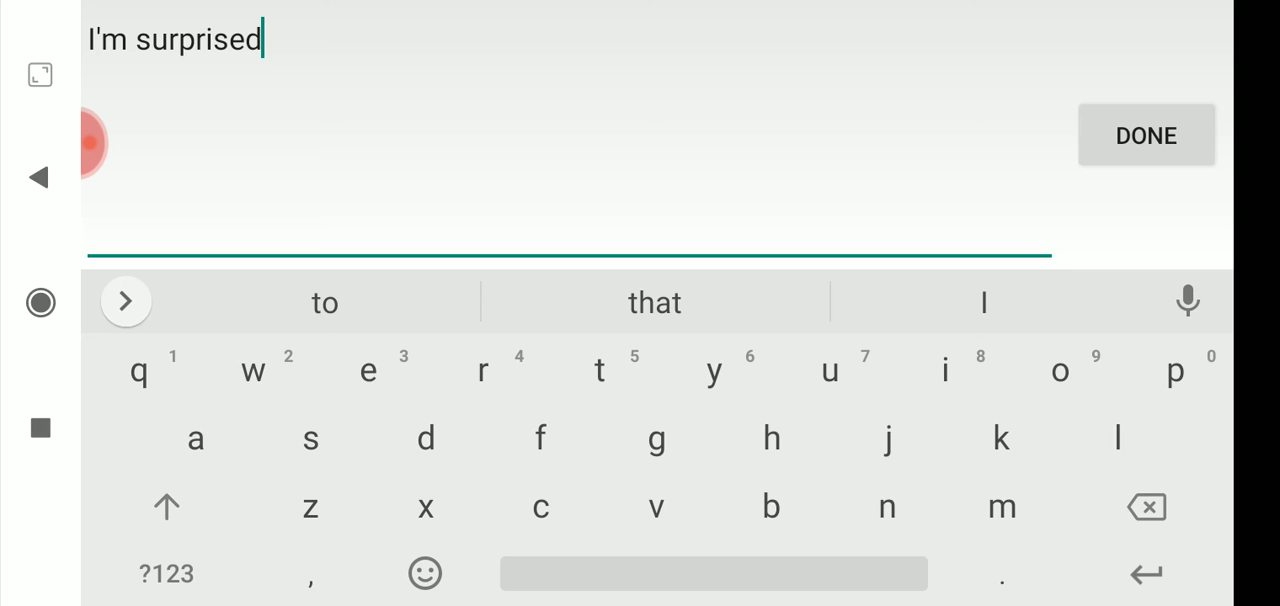 I'm surprised
DONE
to that I
q 1 w 2 e 3 r 4 t 5 y 6 u 7 i 8 o 9 p 0
a s d f g h j k l
z x c v b n m
?123 , .